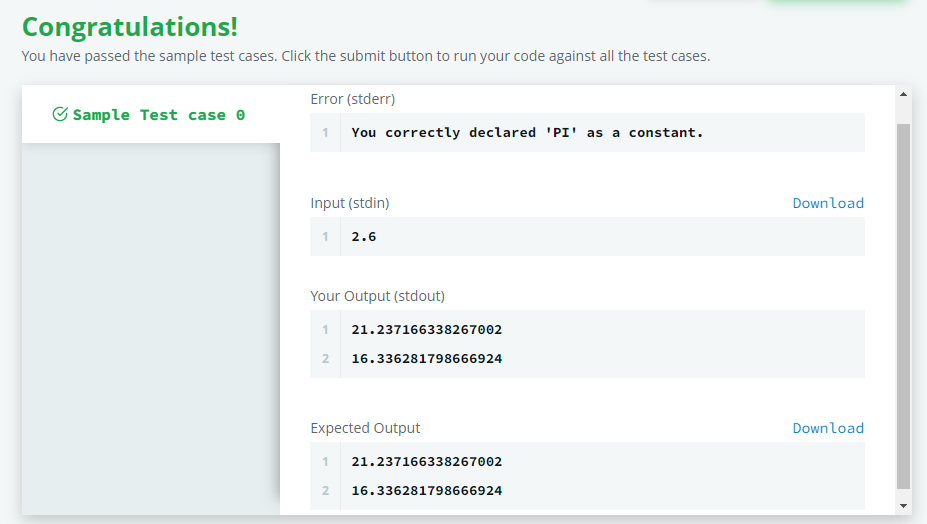 Congratulations!
You have passed the sample test cases. Click the submit button to run your code against all the test cases.
Sample Test case 0
Error (stderr)
1 You correctly declared 'PI' as a constant.
Input (stdin) Download
1 2.6
Your Output (stdout)
1 21.237166338267002
2 16.336281798666924
Expected Output Download
1 21.237166338267002
2 16.336281798666924